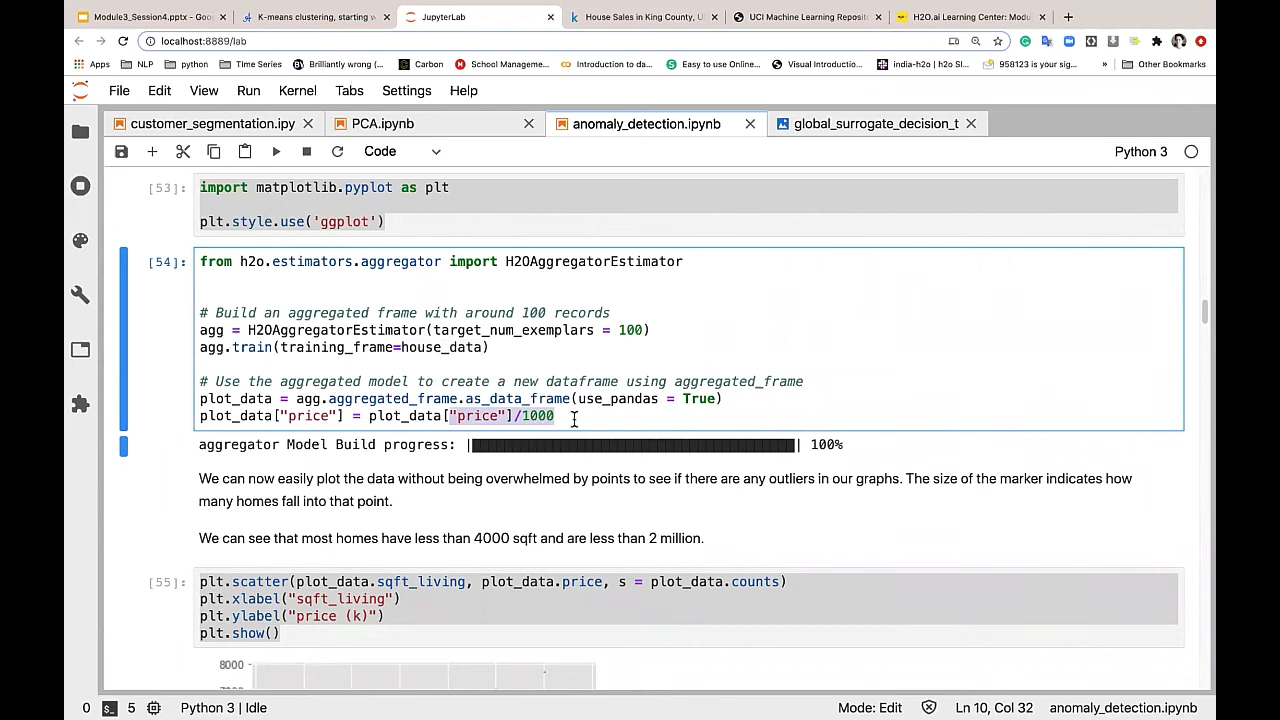 Module3_Session4.pptx - Goo
K-means clustering, starting w
JupyterLab
House Sales in King County, U
UCI Machine Learning Reposit
H2O.ai Learning Center: Modu
localhost:8889/lab
Apps
NLP
python
Time Series
Brilliantly wrong (...
Carbon
School Manageme...
Introduction to da...
Easy to use Online...
Visual Introductio...
india-h2o | h2o Sl...
958123 is your sig...
»
Other Bookmarks
File Edit View Run Kernel Tabs Settings Help
customer_segmentation.ipy
PCA.ipynb
anomaly_detection.ipynb
global_surrogate_decision_t
Code
Python 3
[53]:
import matplotlib.pyplot as plt
plt.style.use('ggplot')
[54]:
from h2o.estimators.aggregator import H2OAggregatorEstimator
# Build an aggregated frame with around 100 records
agg = H2OAggregatorEstimator(target_num_exemplars = 100)
agg.train(training_frame=house_data)
# Use the aggregated model to create a new dataframe using aggregated_frame
plot_data = agg.aggregated_frame.as_data_frame(use_pandas = True)
plot_data["price"] = plot_data["price"]/1000
aggregator Model Build progress: |████████████████████████████████████████| 100%
We can now easily plot the data without being overwhelmed by points to see if there are any outliers in our graphs. The size of the marker indicates how
many homes fall into that point.
We can see that most homes have less than 4000 sqft and are less than 2 million.
[55]:
plt.scatter(plot_data.sqft_living, plot_data.price, s = plot_data.counts)
plt.xlabel("sqft_living")
plt.ylabel("price (k)")
plt.show()
8000
0 5 Python 3 | Idle
Mode: Edit
Ln 10, Col 32
anomaly_detection.ipynb